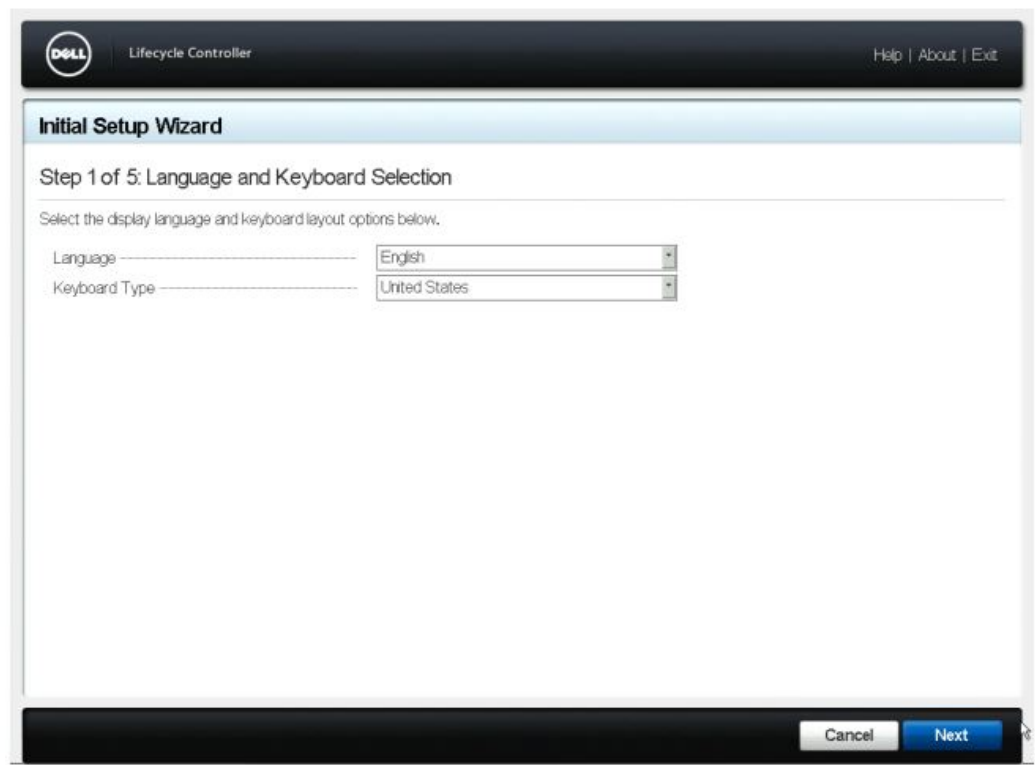 DELL
Lifecycle Controller
Help | About | Exit
Initial Setup Wizard
Step 1 of 5: Language and Keyboard Selection
Select the display language and keyboard layout options below.
Language English
Keyboard Type United States
Cancel Next